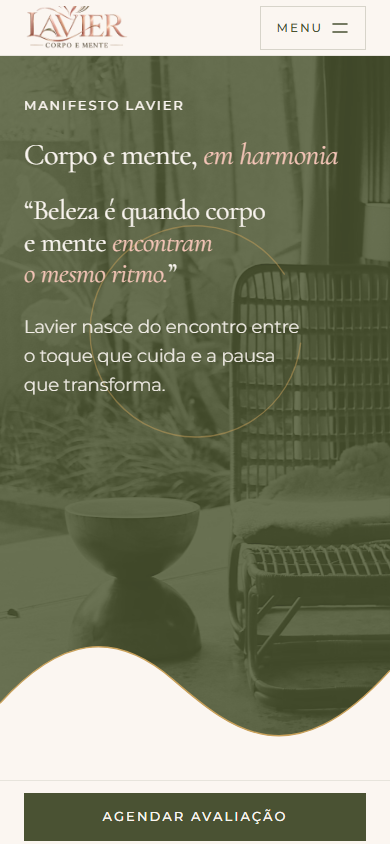 LAVIER
CORPO E MENTE
MENU
MANIFESTO LAVIER
Corpo e mente, em harmonia
“Beleza é quando corpo
e mente encontram
o mesmo ritmo.”
Lavier nasce do encontro entre
o toque que cuida e a pausa
que transforma.
AGENDAR AVALIAÇÃO